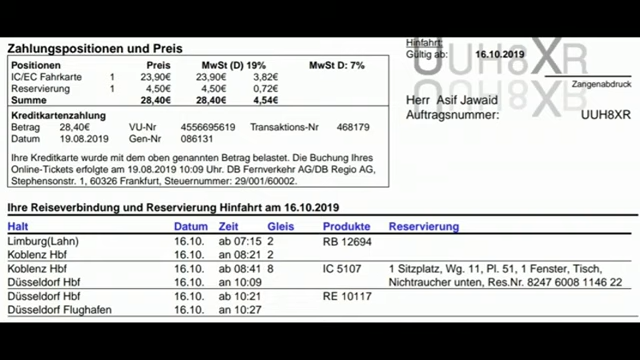 Zahlungspositionen und Preis
Positionen Preis MwSt (D) 19% MwSt D: 7%
IC/EC Fahrkarte 1 23,90€ 23,90€ 3,82€
Reservierung 1 4,50€ 4,50€ 0,72€
Summe 28,40€ 28,40€ 4,54€
Kreditkartenzahlung
Betrag 28,40€ VU-Nr 4556695619 Transaktions-Nr 468179
Datum 19.08.2019 Gen-Nr 086131
Ihre Kreditkarte wurde mit dem oben genannten Betrag belastet. Die Buchung Ihres
Online-Tickets erfolgte am 19.08.2019 10:09 Uhr. DB Fernverkehr AG/DB Regio AG,
Stephensonstr. 1, 60326 Frankfurt, Steuernummer: 29/001/60002.
Hinfahrt:
Gültig ab: 16.10.2019
UUH8XR
Zangenabdruck
Herr Asif Jawaid
Auftragsnummer: UUH8XR
Ihre Reiseverbindung und Reservierung Hinfahrt am 16.10.2019
Halt Datum Zeit Gleis Produkte Reservierung
Limburg(Lahn) 16.10. ab 07:15 2 RB 12694
Koblenz Hbf 16.10. an 08:21 2
Koblenz Hbf 16.10. ab 08:41 8 IC 5107 1 Sitzplatz, Wg. 11, Pl. 51, 1 Fenster, Tisch,
Düsseldorf Hbf 16.10. an 10:09 Nichtraucher unten, Res.Nr. 8247 6008 1146 22
Düsseldorf Hbf 16.10. ab 10:21 RE 10117
Düsseldorf Flughafen 16.10. an 10:27